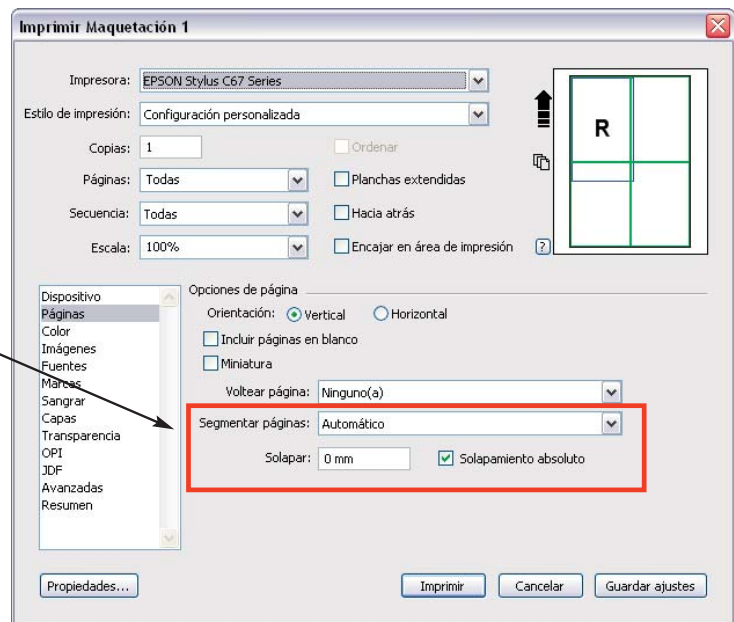 Imprimir Maquetación 1
Impresora: EPSON Stylus C67 Series
Estilo de impresión: Configuración personalizada
Copias: 1 Ordenar
Páginas: Todas Planchas extendidas
Secuencia: Todas Hacia atrás
Escala: 100% Encajar en área de impresión ?
R
Dispositivo
Páginas
Color
Imágenes
Fuentes
Marcas
Sangrar
Capas
Transparencia
OPI
JDF
Avanzadas
Resumen
Opciones de página
Orientación: Vertical Horizontal
Incluir páginas en blanco
Miniatura
Voltear página: Ninguno(a)
Segmentar páginas: Automático
Solapar: 0 mm Solapamiento absoluto
Propiedades... Imprimir Cancelar Guardar ajustes